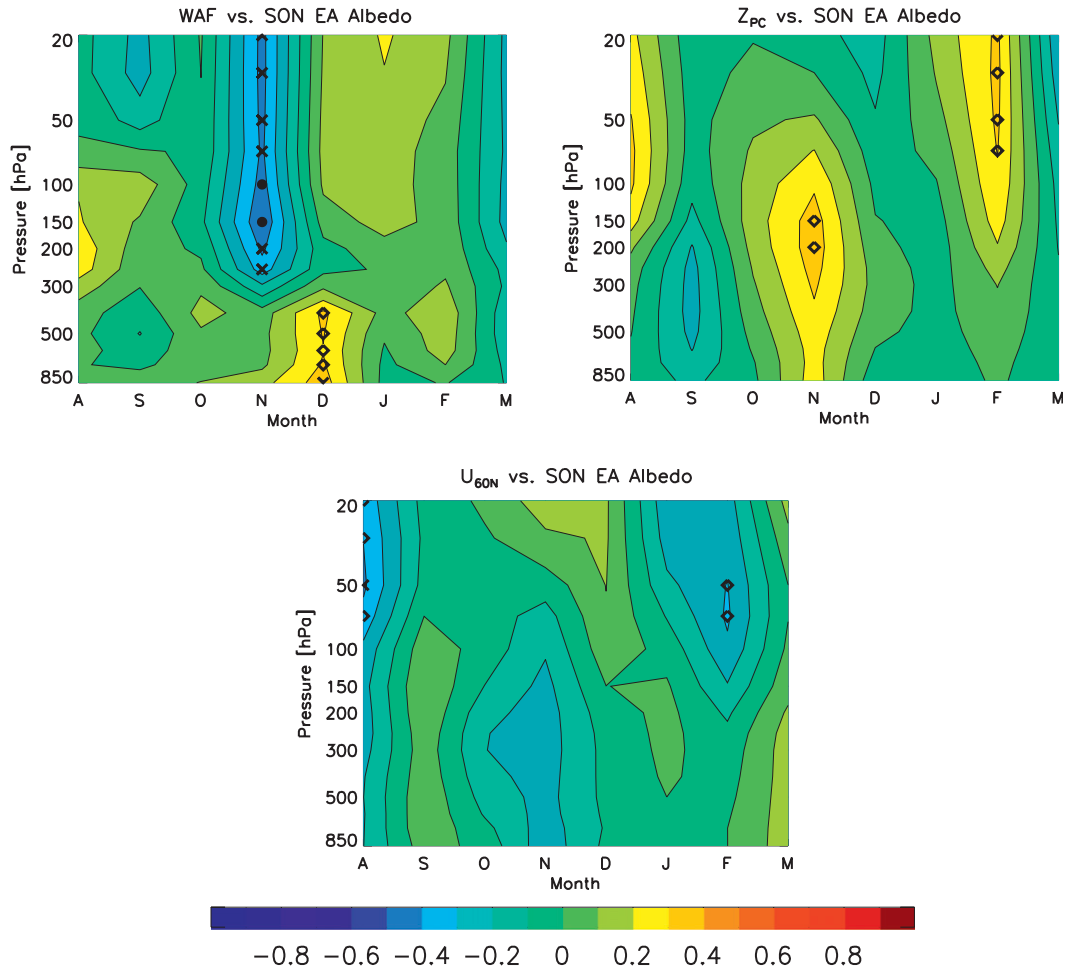 WAF vs. SON EA Albedo
Pressure [hPa]
20
50
100
150
200
300
500
850
A S O N D J F M
Month
Z_PC vs. SON EA Albedo
Pressure [hPa]
20
50
100
150
200
300
500
850
A S O N D J F M
Month
U_60N vs. SON EA Albedo
Pressure [hPa]
20
50
100
150
200
300
500
850
A S O N D J F M
Month
−0.8 −0.6 −0.4 −0.2 0 0.2 0.4 0.6 0.8